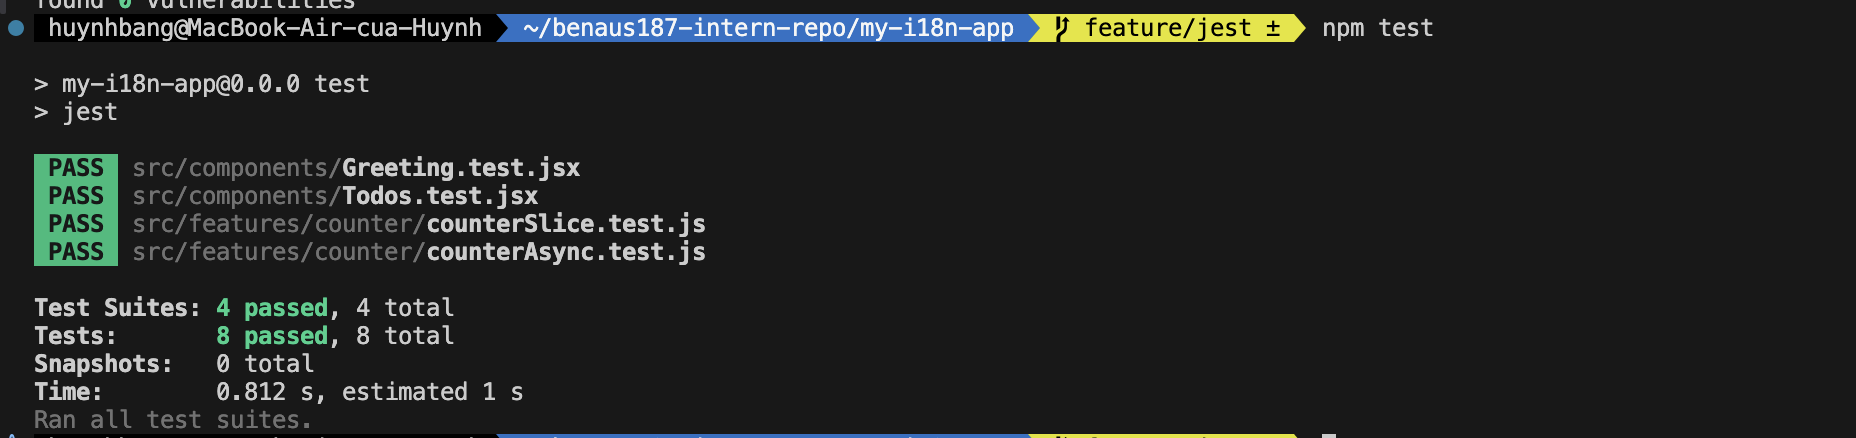 found 0 vulnerabilities
huynhbang@MacBook-Air-cua-Huynh ~/benaus187-intern-repo/my-i18n-app feature/jest ± npm test
> my-i18n-app@0.0.0 test
> jest
PASS src/components/Greeting.test.jsx
PASS src/components/Todos.test.jsx
PASS src/features/counter/counterSlice.test.js
PASS src/features/counter/counterAsync.test.js
Test Suites: 4 passed, 4 total
Tests: 8 passed, 8 total
Snapshots: 0 total
Time: 0.812 s, estimated 1 s
Ran all test suites.